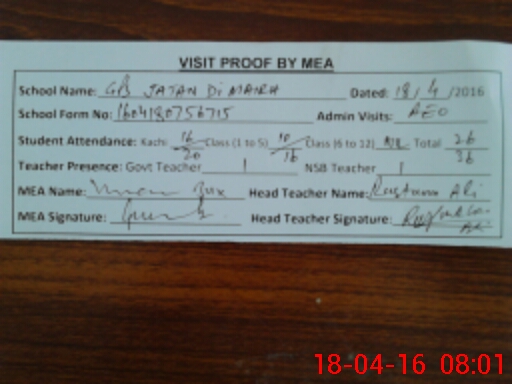 VISIT PROOF BY MEA
School Name: GB JATAN Di MARH Dated: 18/4/2016
School Form No: 1604180756715 Admin Visits: AEO
Student Attendance: Kachi 16/20 Class (1 to 5) 10/16 Class (6 to 12) Nil Total 26/36
Teacher Presence: Govt Teacher 1 NSB Teacher 1
MEA Name: Bux Head Teacher Name: Rustam Ali
MEA Signature: Head Teacher Signature: Ali
18-04-16 08:01